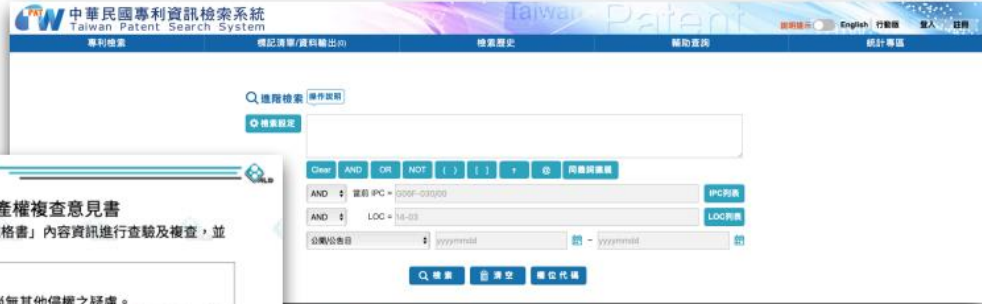 中華民國專利資訊檢索系統
Taiwan Patent Search System
Taiwan Patent
說明提示 English 行動版 登入 註冊
專利檢索 標記清單/資料輸出(0) 檢索歷史 輔助查詢 統計專區
進階檢索 操作說明
檢索設定
Clear AND OR NOT ( ) [ ] , @ 同義詞擴展
AND 當前 IPC = G06F-030/00 IPC列表
AND LOC = 16-03 LOC列表
公開/公告日 yyyymmdd - yyyymmdd
檢索 清空 欄位代碼
產權複查意見書
格書」內容資訊進行查驗及複查，並
尚無其他侵權之疑慮。